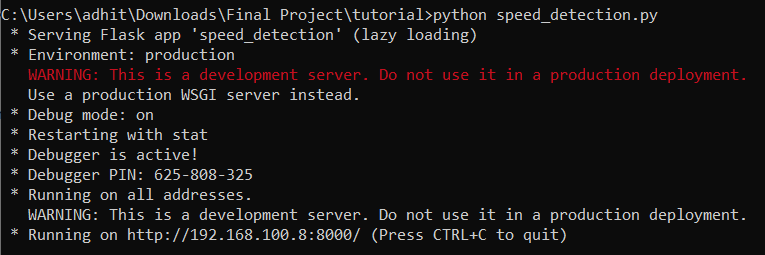 C:\Users\adhit\Downloads\Final Project\tutorial>python speed_detection.py
* Serving Flask app 'speed_detection' (lazy loading)
* Environment: production
WARNING: This is a development server. Do not use it in a production deployment.
Use a production WSGI server instead.
* Debug mode: on
* Restarting with stat
* Debugger is active!
* Debugger PIN: 625-808-325
* Running on all addresses.
WARNING: This is a development server. Do not use it in a production deployment.
* Running on http://192.168.100.8:8000/ (Press CTRL+C to quit)